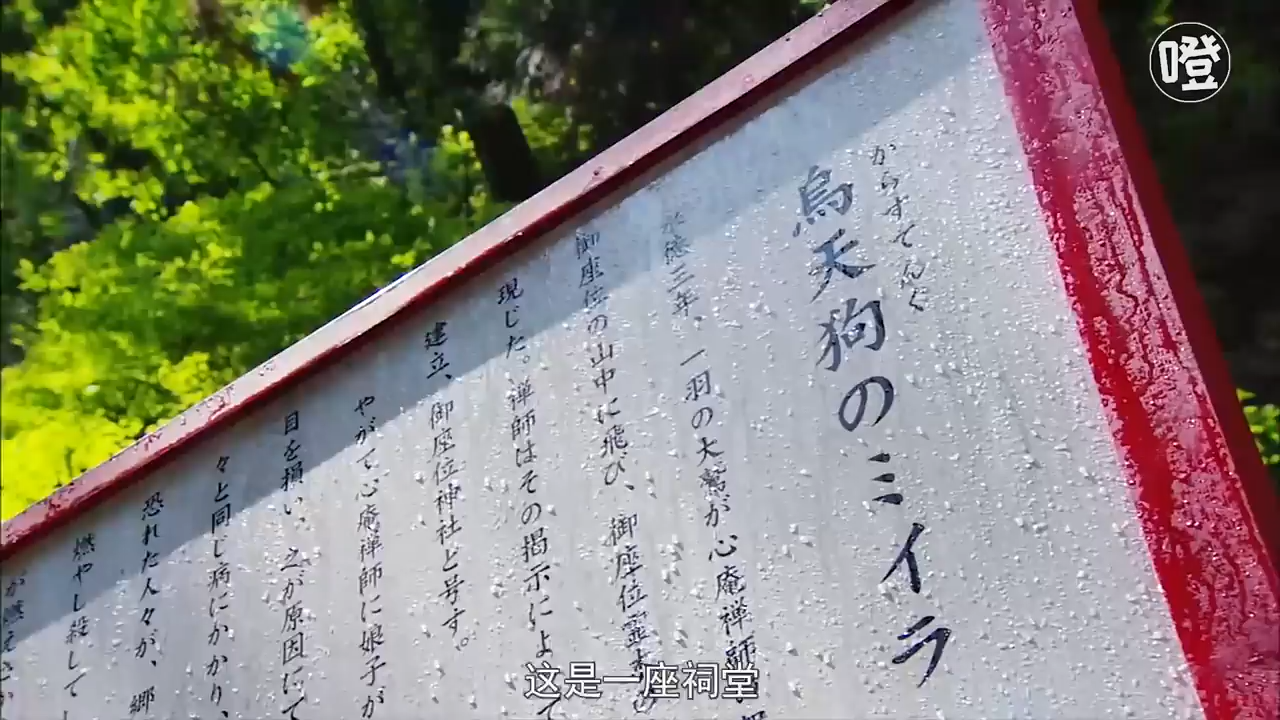 噔
からすてんぐ
烏天狗のミイラ
徳三年、一羽の大鷲が心庵禅師
御座位の山中に飛び、御座位霊
現じた。禅師はその掲示によ
建立、御座位神社と号す。
やがて心庵禅師に娘子が
目を損い、之が原因にて
々と同じ病にかかり、
恐れた人々が、郷
燃やし殺して
这是一座祠堂